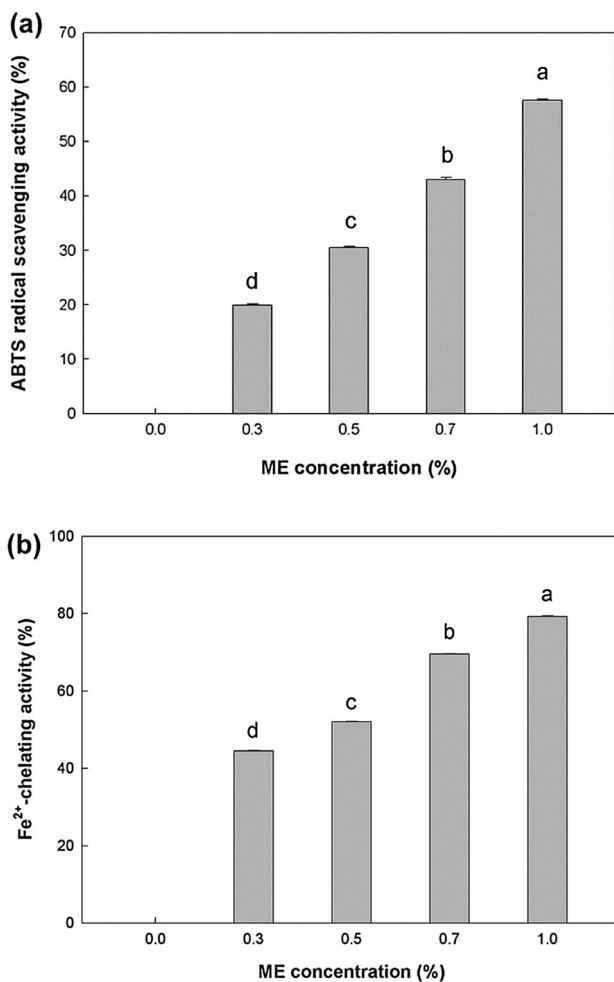 (a)
ABTS radical scavenging activity (%)
70
60
50
40
30
20
10
0
a
b
c
d
0.0 0.3 0.5 0.7 1.0
ME concentration (%)
(b)
Fe²⁺-chelating activity (%)
100
80
60
40
20
0
a
b
c
d
0.0 0.3 0.5 0.7 1.0
ME concentration (%)